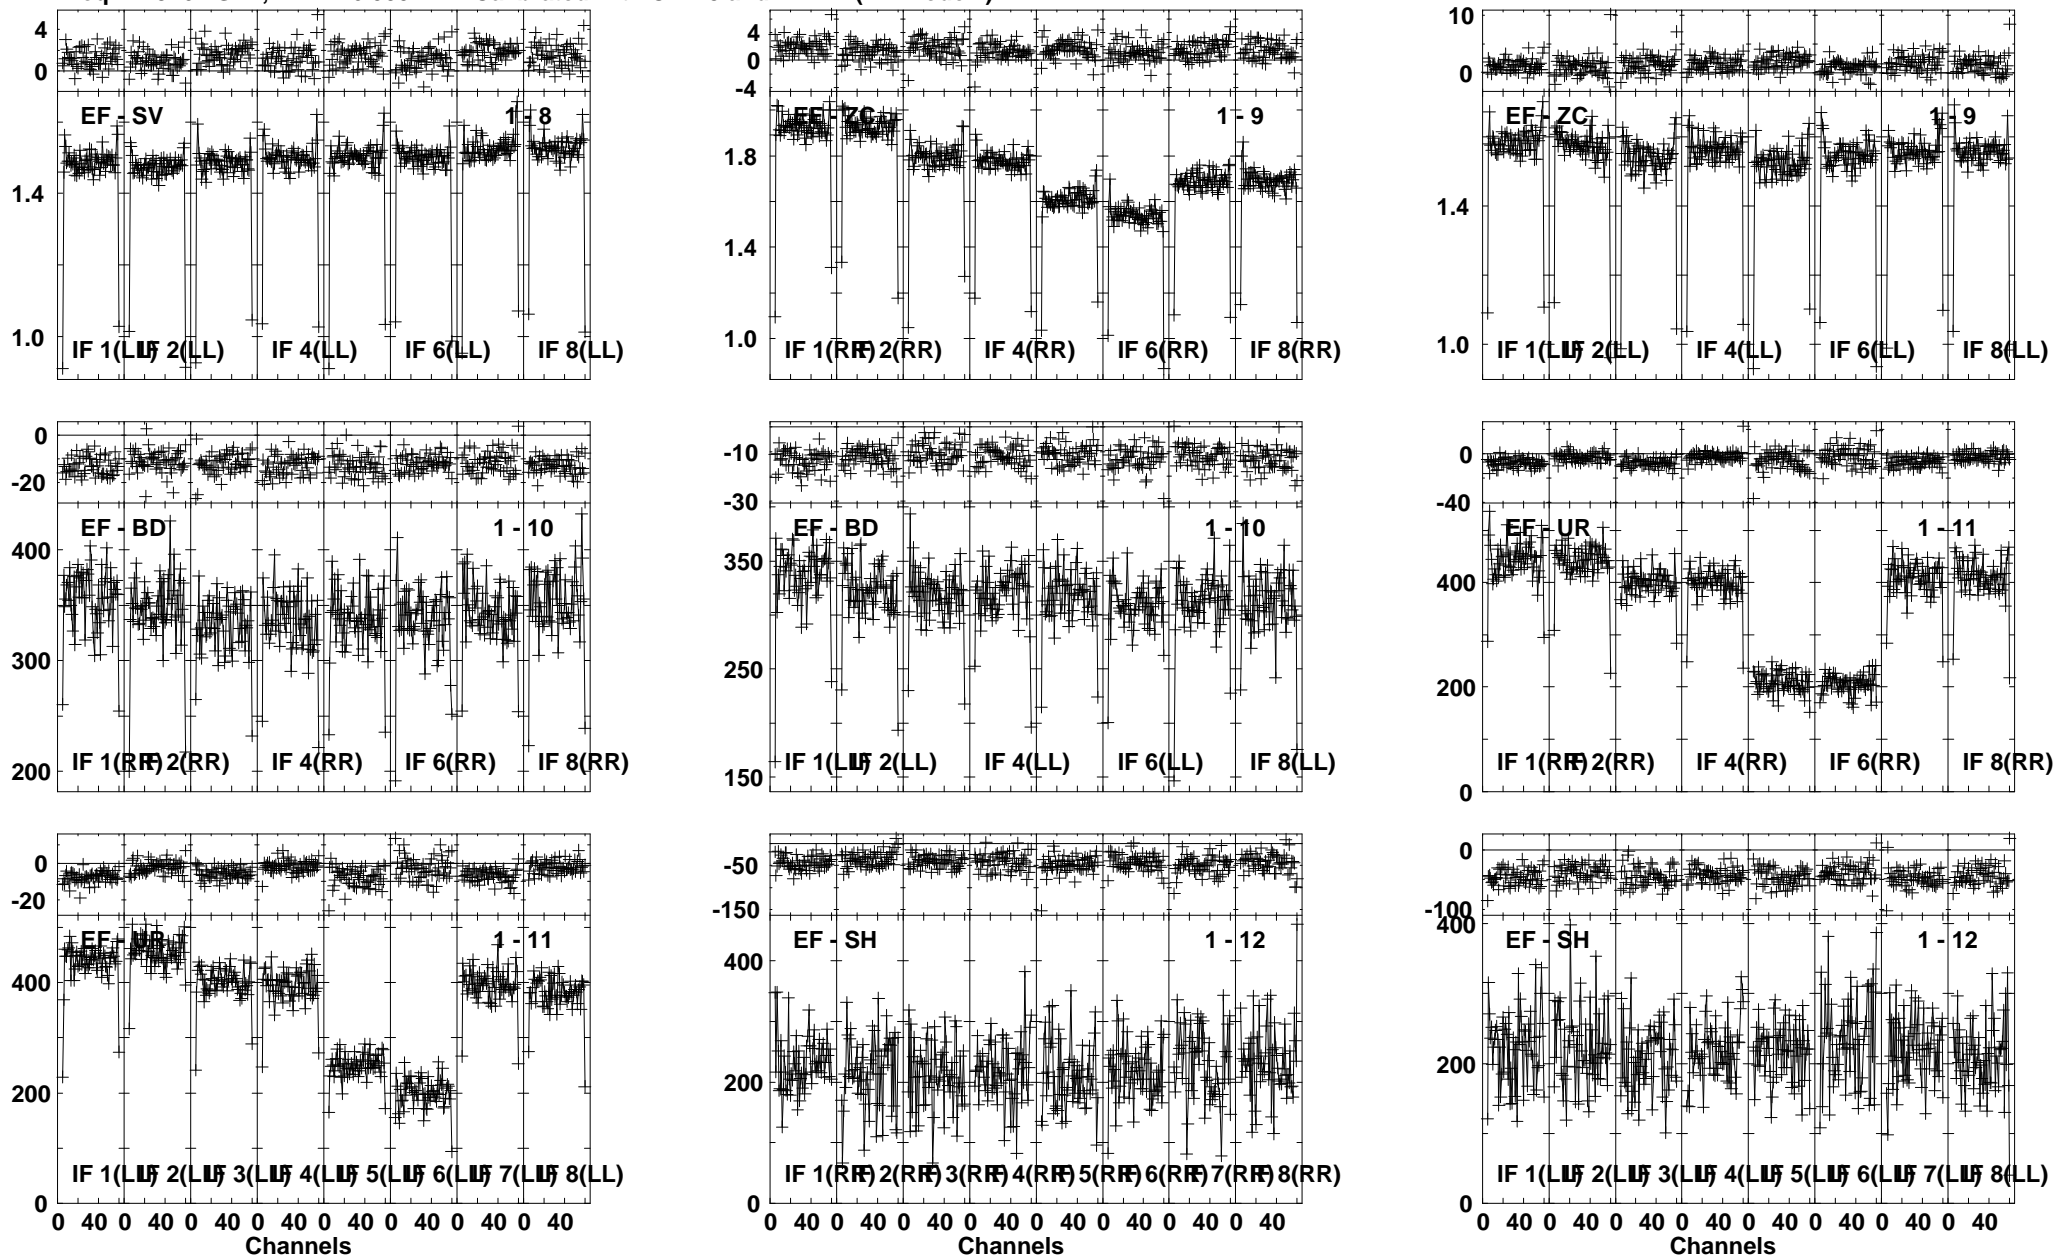 4
0
EF - SV
1 - 8
1.4
1.0
IF 1(LL)
IF 2(LL)
IF 4(LL)
IF 6(LL)
IF 8(LL)
4
0
-4
EF - ZC
1 - 9
1.8
1.4
1.0
IF 1(RR)
IF 2(RR)
IF 4(RR)
IF 6(RR)
IF 8(RR)
10
0
EF - ZC
1 - 9
1.4
1.0
IF 1(LL)
IF 2(LL)
IF 4(LL)
IF 6(LL)
IF 8(LL)
0
-20
EF - BD
1 - 10
400
300
200
IF 1(RR)
IF 2(RR)
IF 4(RR)
IF 6(RR)
IF 8(RR)
-10
-30
EF - BD
1 - 10
350
250
150
IF 1(LL)
IF 2(LL)
IF 4(LL)
IF 6(LL)
IF 8(LL)
0
-40
EF - UR
1 - 11
400
200
0
IF 1(RR)
IF 2(RR)
IF 4(RR)
IF 6(RR)
IF 8(RR)
0
-20
EF - UR
1 - 11
400
200
0
IF 1(LL)
IF 2(LL)
IF 3(LL)
IF 4(LL)
IF 5(LL)
IF 6(LL)
IF 7(LL)
IF 8(LL)
0 40 0 40 0 40 0 40 0 40 0 40 0 40 0 40
Channels
-50
-150
EF - SH
1 - 12
400
200
0
IF 1(RR)
IF 2(RR)
IF 3(RR)
IF 4(RR)
IF 5(RR)
IF 6(RR)
IF 7(RR)
IF 8(RR)
0 40 0 40 0 40 0 40 0 40 0 40 0 40 0 40
Channels
0
-100
EF - SH
1 - 12
400
200
0
IF 1(LL)
IF 2(LL)
IF 3(LL)
IF 4(LL)
IF 5(LL)
IF 6(LL)
IF 7(LL)
IF 8(LL)
0 40 0 40 0 40 0 40 0 40 0 40 0 40 0 40
Channels